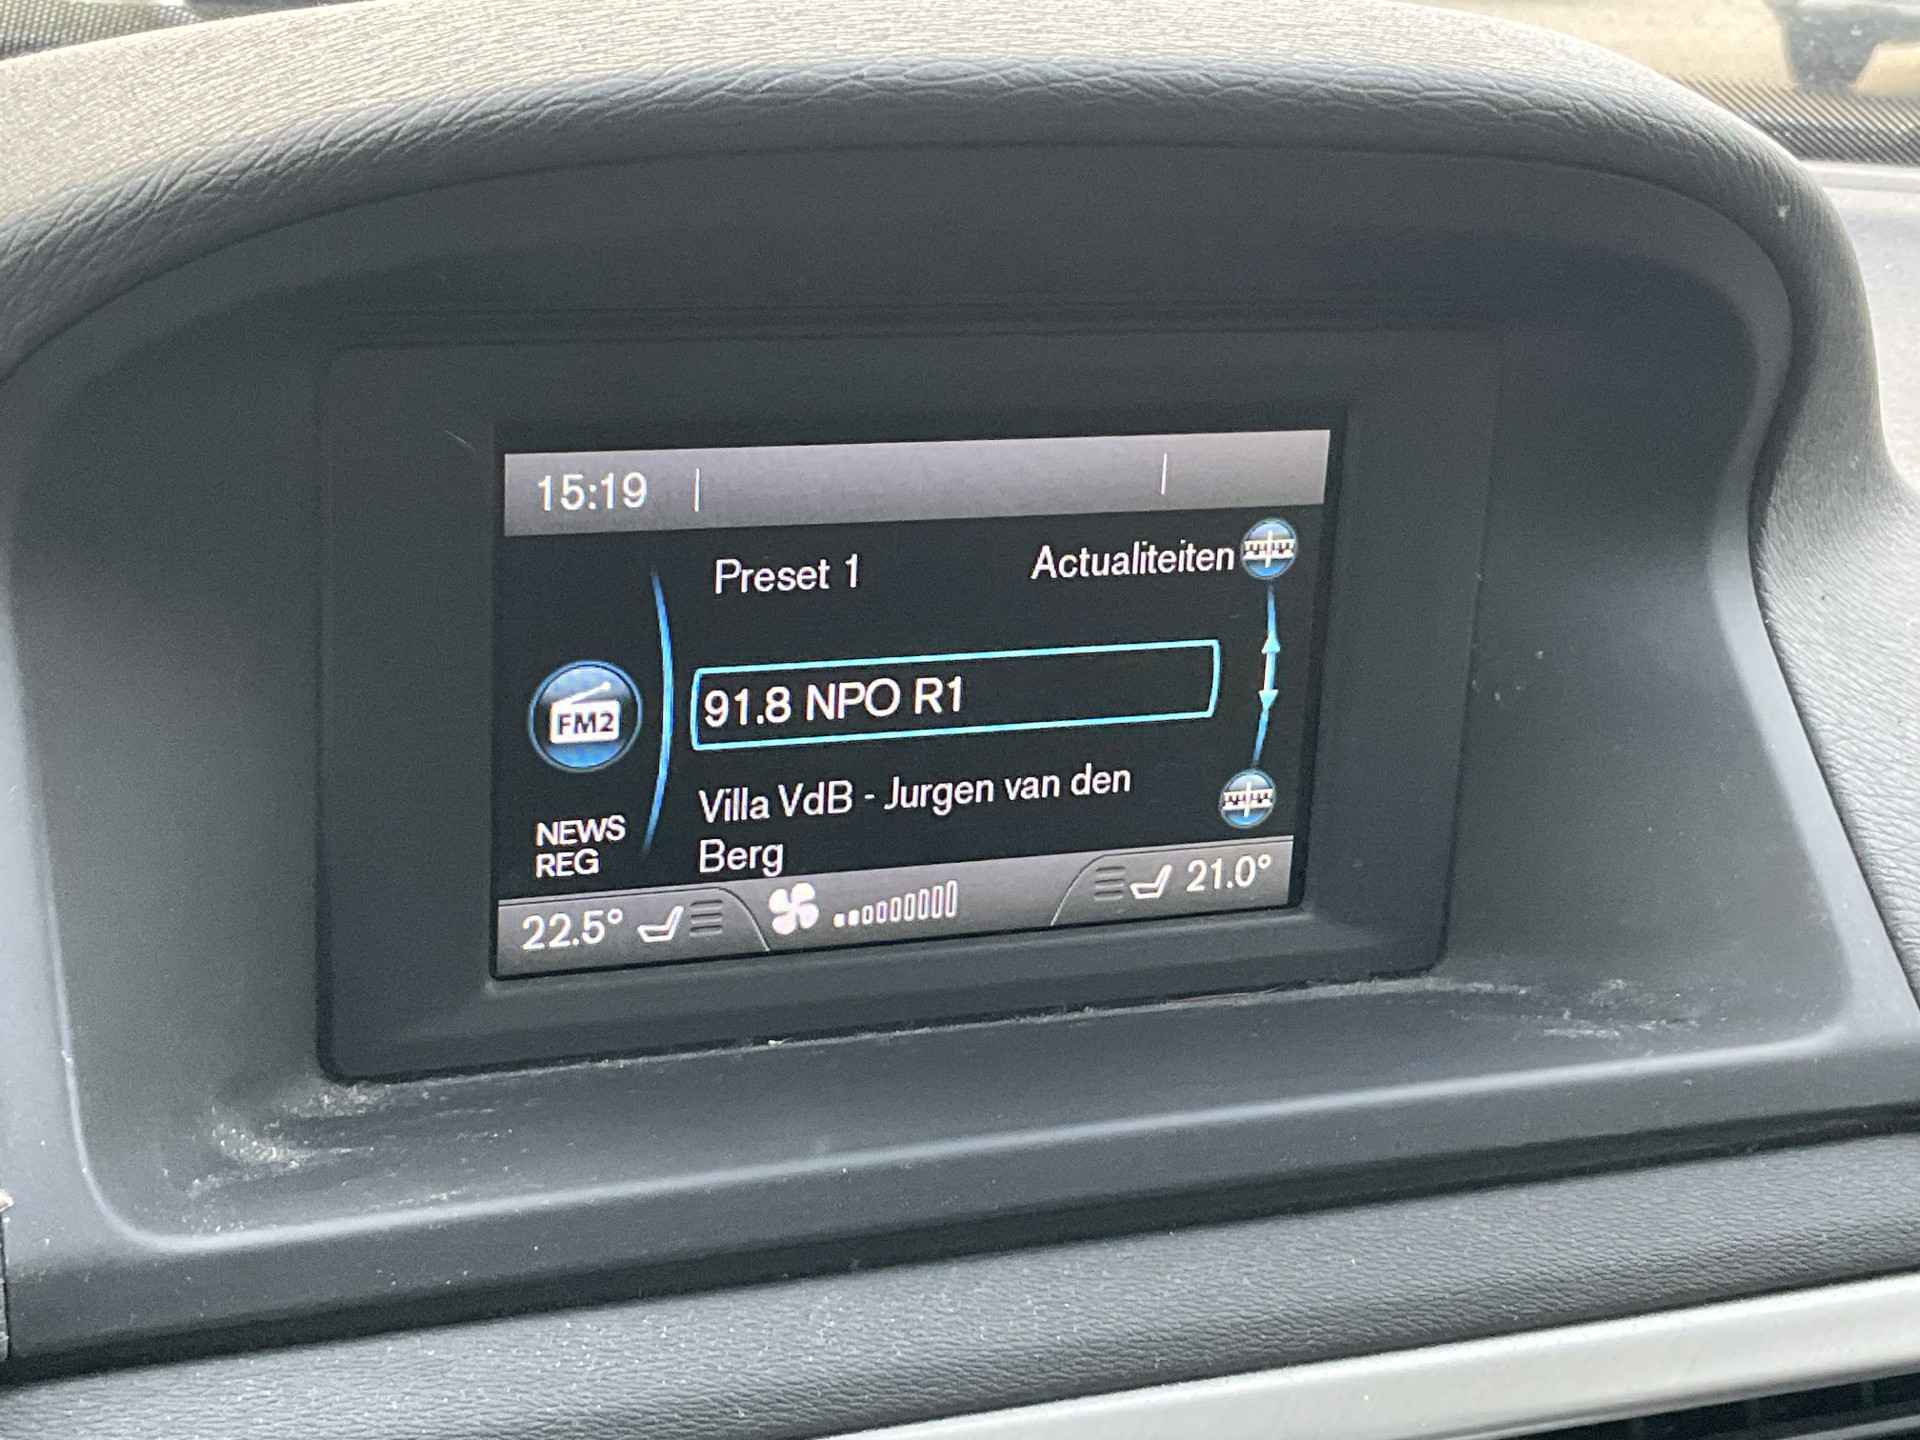 15:19
Preset 1 Actualiteiten
FM2
91.8 NPO R1
Villa VdB - Jurgen van den
Berg
NEWS
REG
22.5° 21.0°